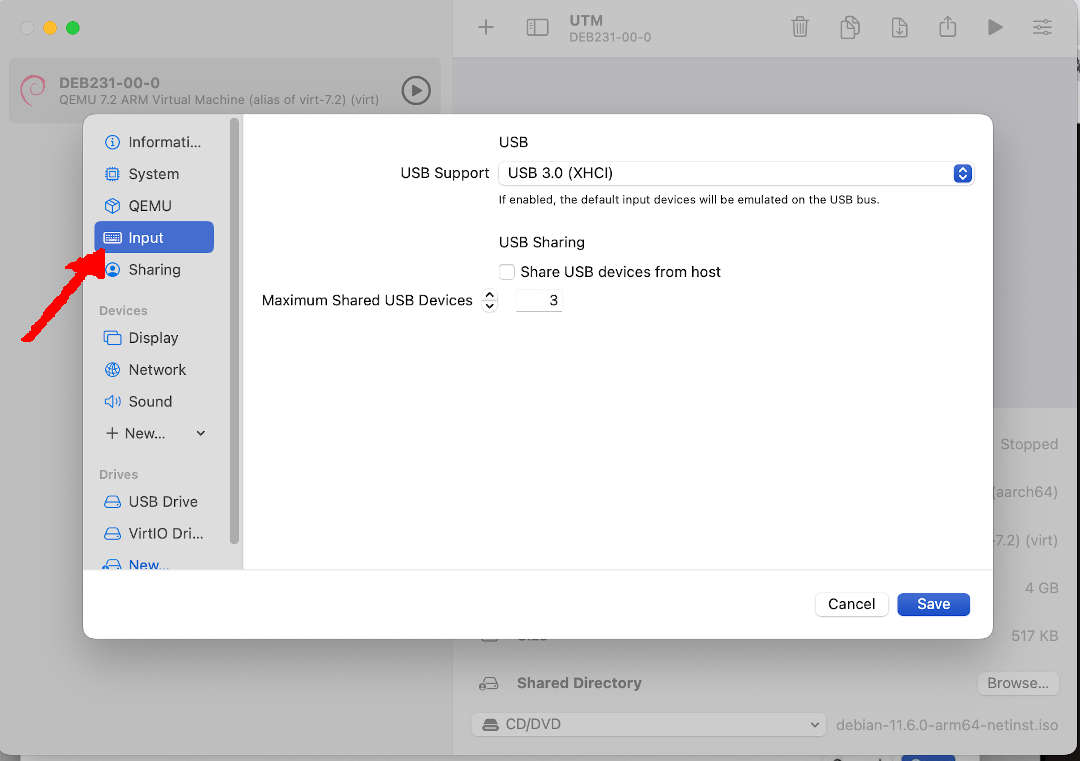 UTM
DEB231-00-0
DEB231-00-0
QEMU 7.2 ARM Virtual Machine (alias of virt-7.2) (virt)
Informati...
System
QEMU
Input
Sharing
Devices
Display
Network
Sound
New...
Drives
USB Drive
VirtIO Dri...
New...
USB
USB Support
USB 3.0 (XHCI)
If enabled, the default input devices will be emulated on the USB bus.
USB Sharing
Share USB devices from host
Maximum Shared USB Devices
3
Cancel
Save
Stopped
(aarch64)
-7.2) (virt)
4 GB
517 KB
Shared Directory
Browse...
CD/DVD
debian-11.6.0-arm64-netinst.iso